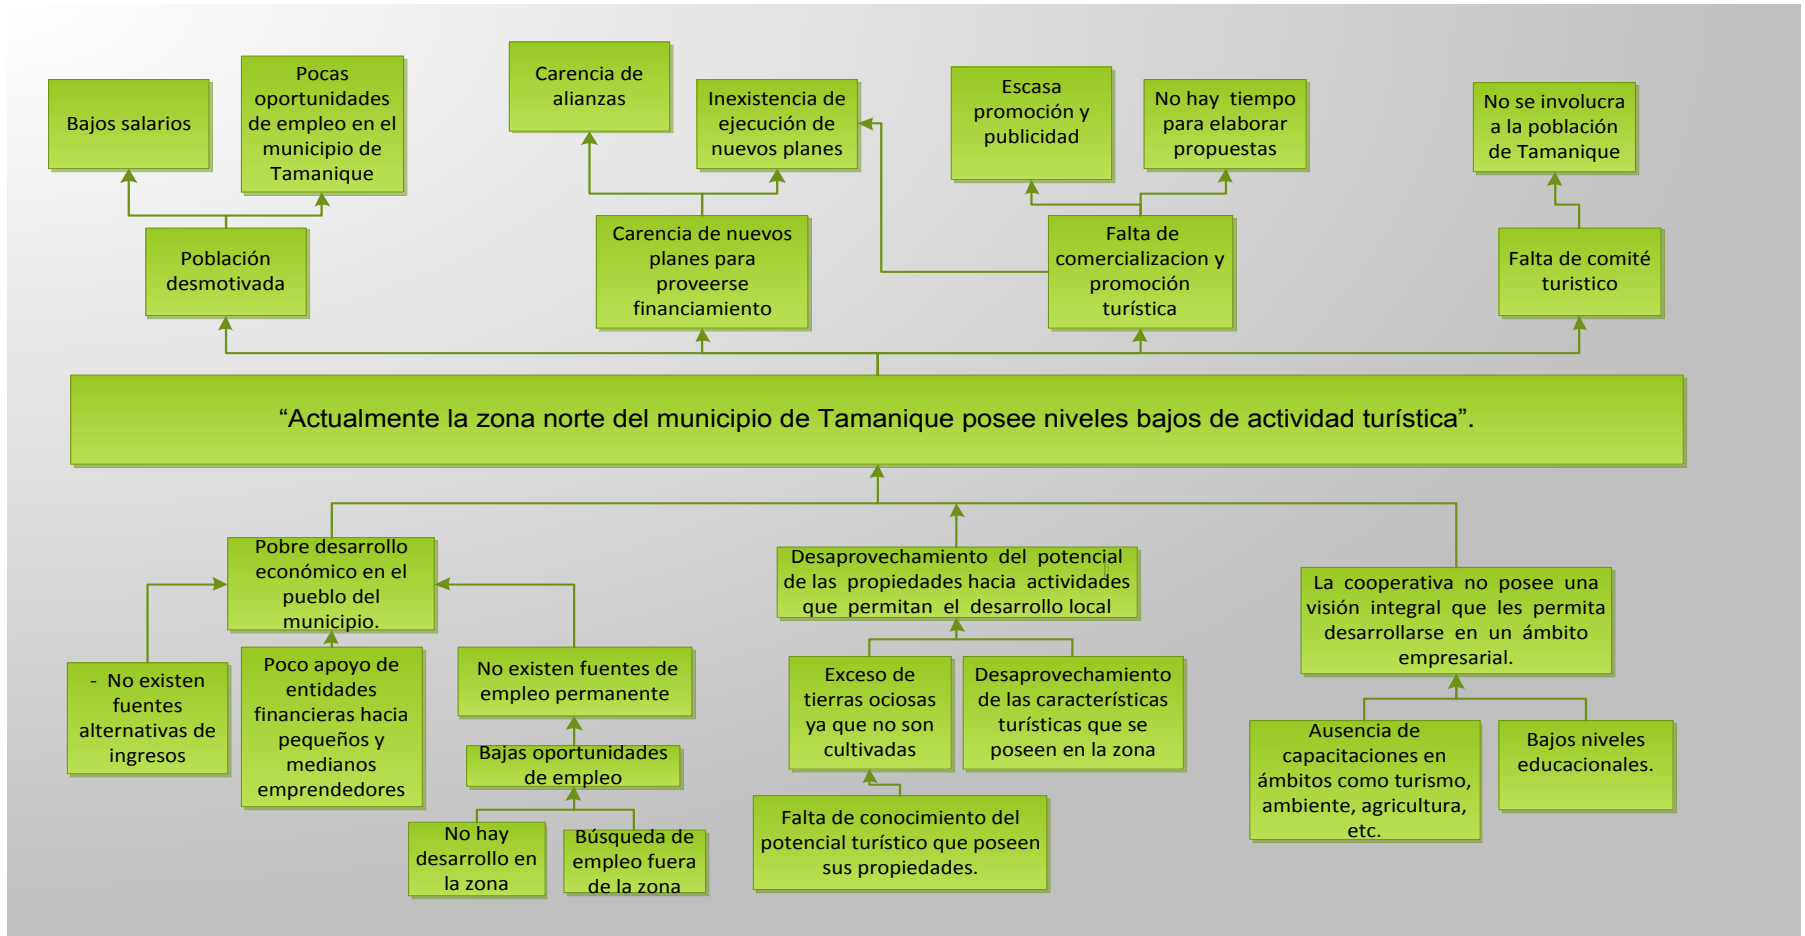 Bajos salarios
Pocas
oportunidades
de empleo en el
municipio de
Tamanique
Carencia de
alianzas
Inexistencia de
ejecución de
nuevos planes
Escasa
promoción y
publicidad
No hay tiempo
para elaborar
propuestas
No se involucra
a la población
de Tamanique
Población
desmotivada
Carencia de nuevos
planes para
proveerse
financiamiento
Falta de
comercializacion y
promoción
turística
Falta de comité
turistico
“Actualmente la zona norte del municipio de Tamanique posee niveles bajos de actividad turística”.
Pobre desarrollo
económico en el
pueblo del
municipio.
Desaprovechamiento del potencial
de las propiedades hacia actividades
que permitan el desarrollo local
La cooperativa no posee una
visión integral que les permita
desarrollarse en un ámbito
empresarial.
- No existen
fuentes
alternativas de
ingresos
Poco apoyo de
entidades
financieras hacia
pequeños y
medianos
emprendedores
No existen fuentes de
empleo permanente
Bajas oportunidades
de empleo
No hay
desarrollo en
la zona
Búsqueda de
empleo fuera
de la zona
Exceso de
tierras ociosas
ya que no son
cultivadas
Desaprovechamiento
de las características
turísticas que se
poseen en la zona
Falta de conocimiento del
potencial turístico que poseen
sus propiedades.
Ausencia de
capacitaciones en
ámbitos como turismo,
ambiente, agricultura,
etc.
Bajos niveles
educacionales.